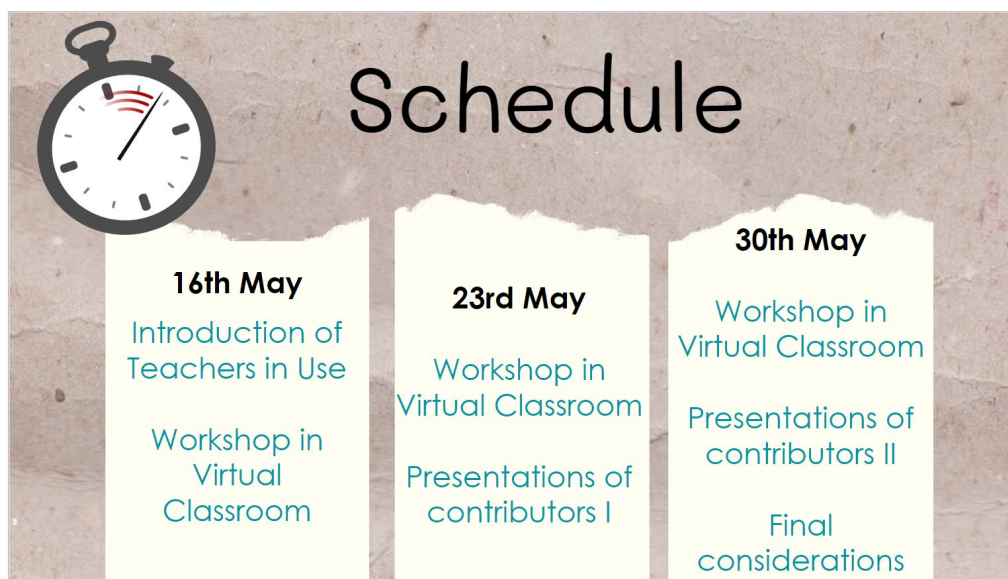 Schedule
16th May
Introduction of
Teachers in Use
Workshop in
Virtual
Classroom
23rd May
Workshop in
Virtual Classroom
Presentations of
contributors I
30th May
Workshop in
Virtual Classroom
Presentations of
contributors II
Final
considerations